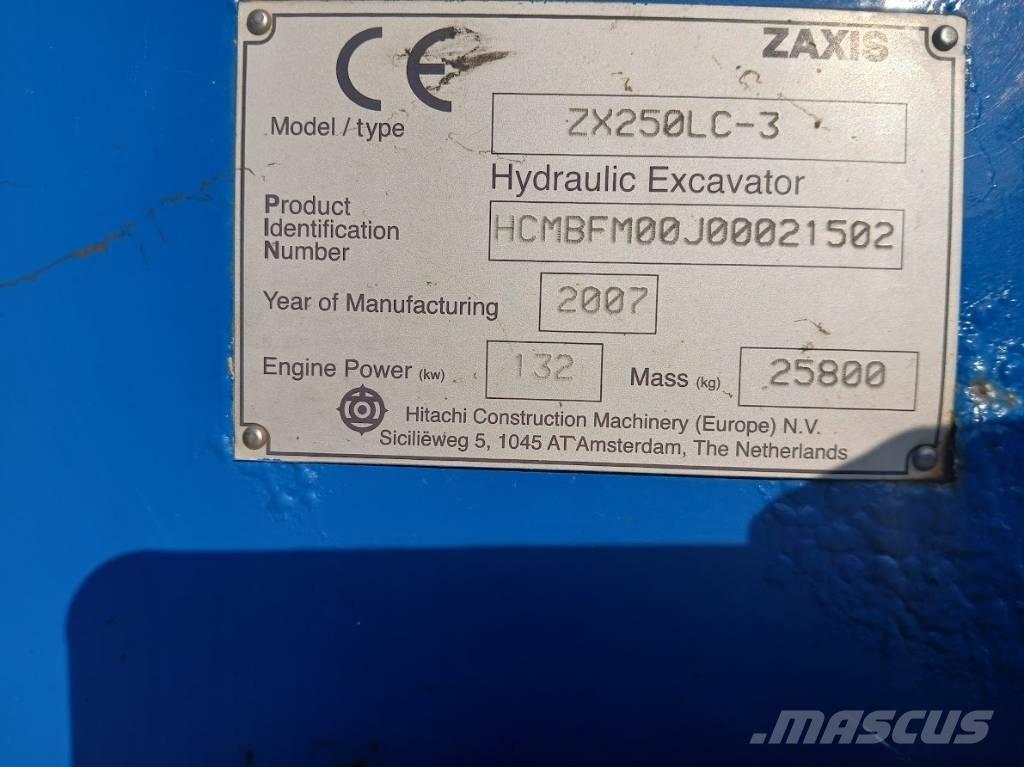 CE
ZAXIS
Model / type ZX250LC-3
Hydraulic Excavator
Product
Identification HCMBFM00J00021502
Number
Year of Manufacturing 2007
Engine Power (kw) 132 Mass (kg) 25800
Hitachi Construction Machinery (Europe) N.V.
Siciliëweg 5, 1045 AT Amsterdam, The Netherlands
MASCUS